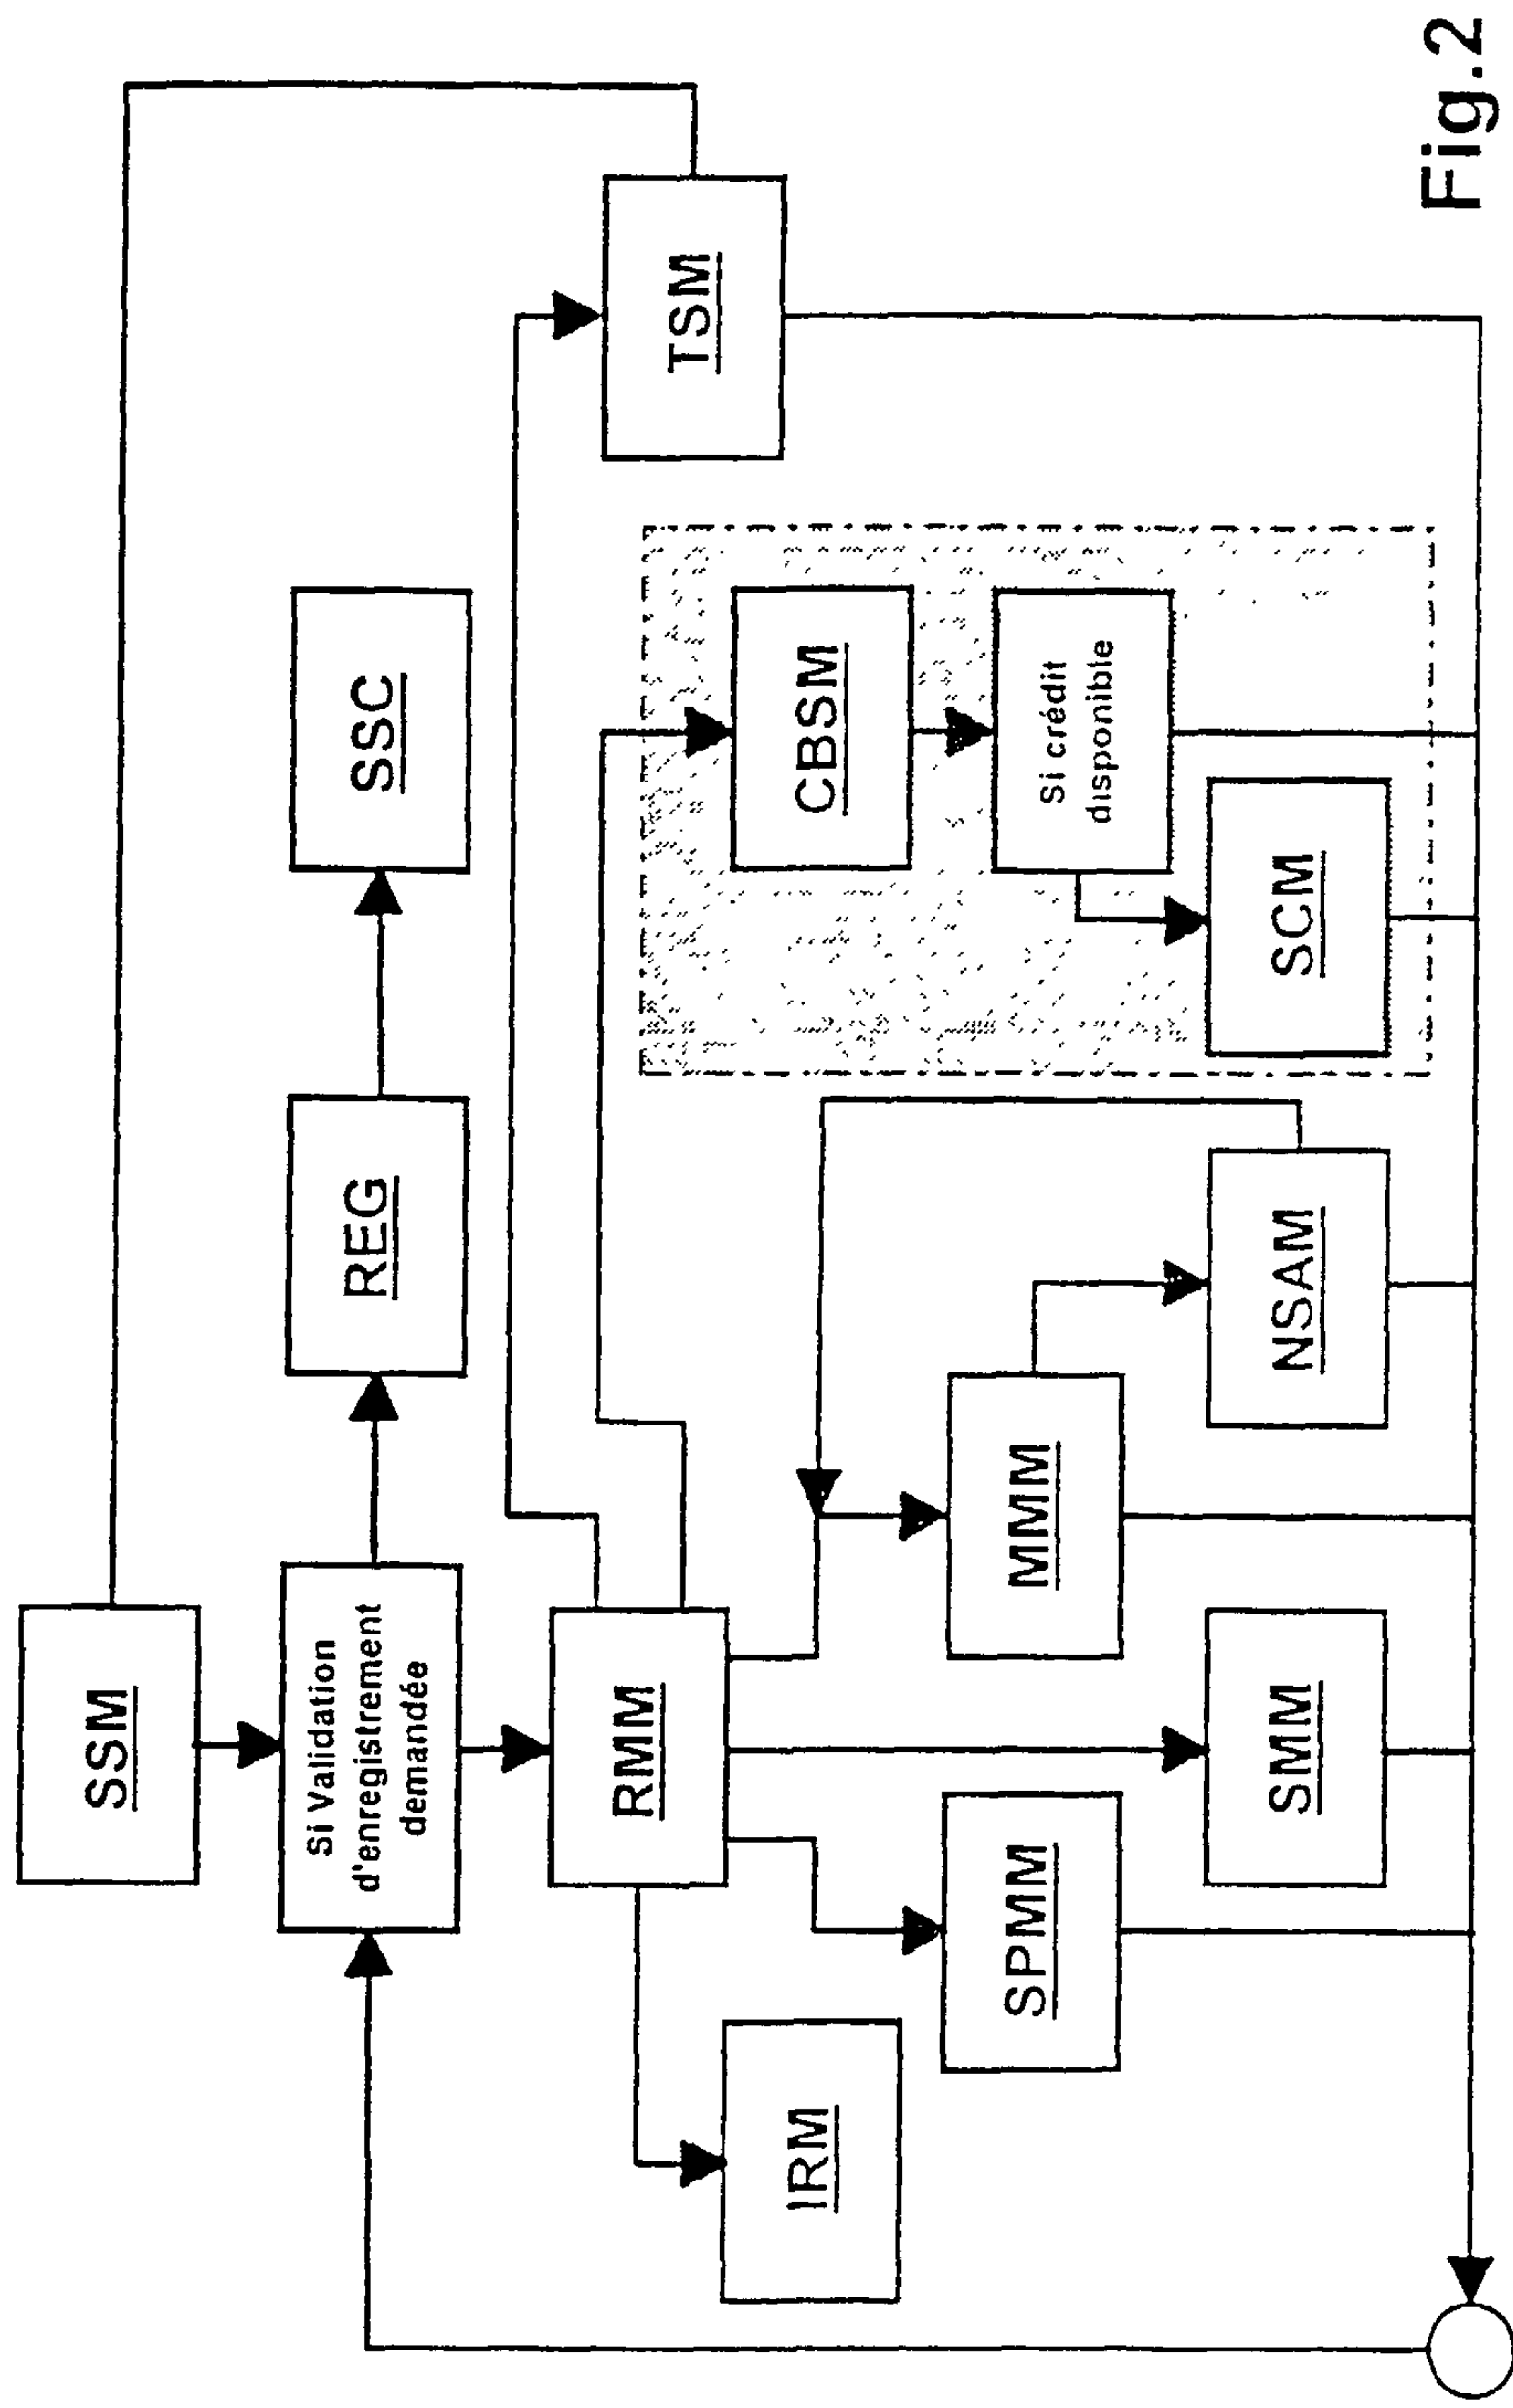 SSM
Si Validation
d'enregistrement
demandée
REG
SSC
RMM
TSM
IRM
CBSM
SPMM
MMM
Si crédit
disponible
SMM
NSAM
SCM
Fig.2